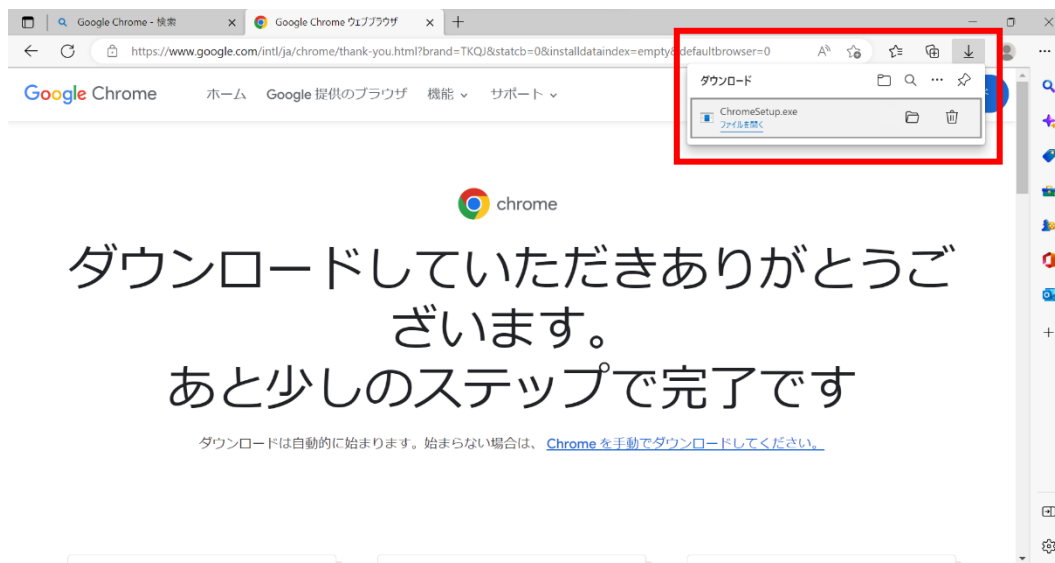 Google Chrome - 検索
Google Chrome ウェブブラウザ
https://www.google.com/intl/ja/chrome/thank-you.html?brand=TKQJ&statcb=0&installdataindex=empty&defaultbrowser=0
ダウンロード
ChromeSetup.exe
ファイルを開く
Google Chrome ホーム Google 提供のブラウザ 機能 サポート
chrome
ダウンロードしていただきありがとうご
ざいます。
あと少しのステップで完了です
ダウンロードは自動的に始まります。始まらない場合は、 Chrome を手動でダウンロードしてください。